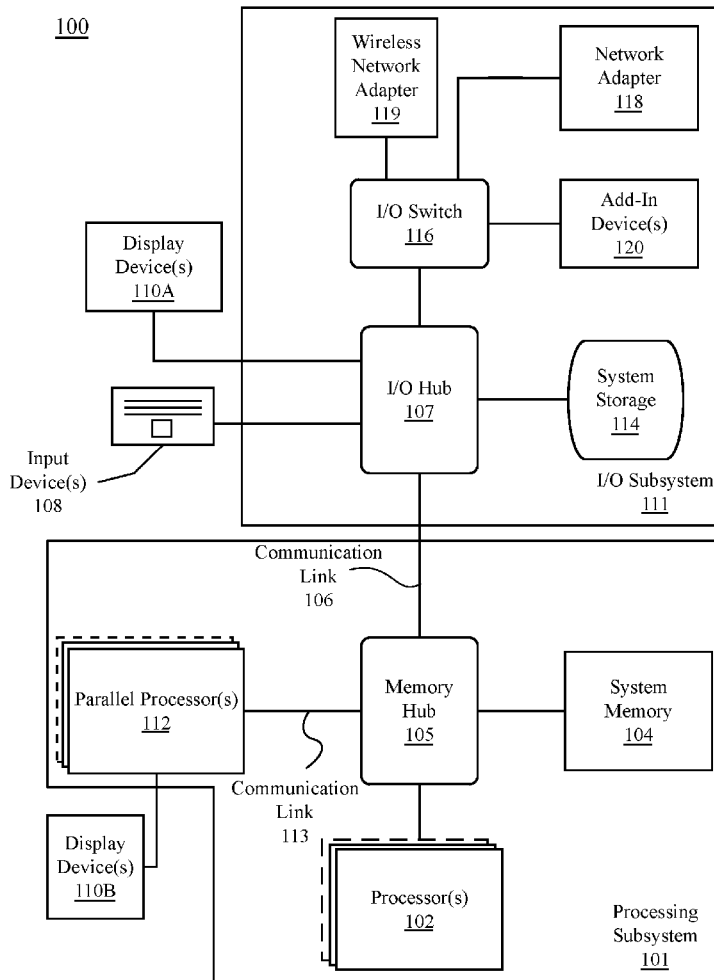 100
Wireless
Network
Adapter
119
Network
Adapter
118
I/O Switch
116
Add-In
Device(s)
120
Display
Device(s)
110A
I/O Hub
107
System
Storage
114
Input
Device(s)
108
I/O Subsystem
111
Communication
Link
106
Parallel Processor(s)
112
Memory
Hub
105
System
Memory
104
Communication
Link
113
Display
Device(s)
110B
Processor(s)
102
Processing
Subsystem
101